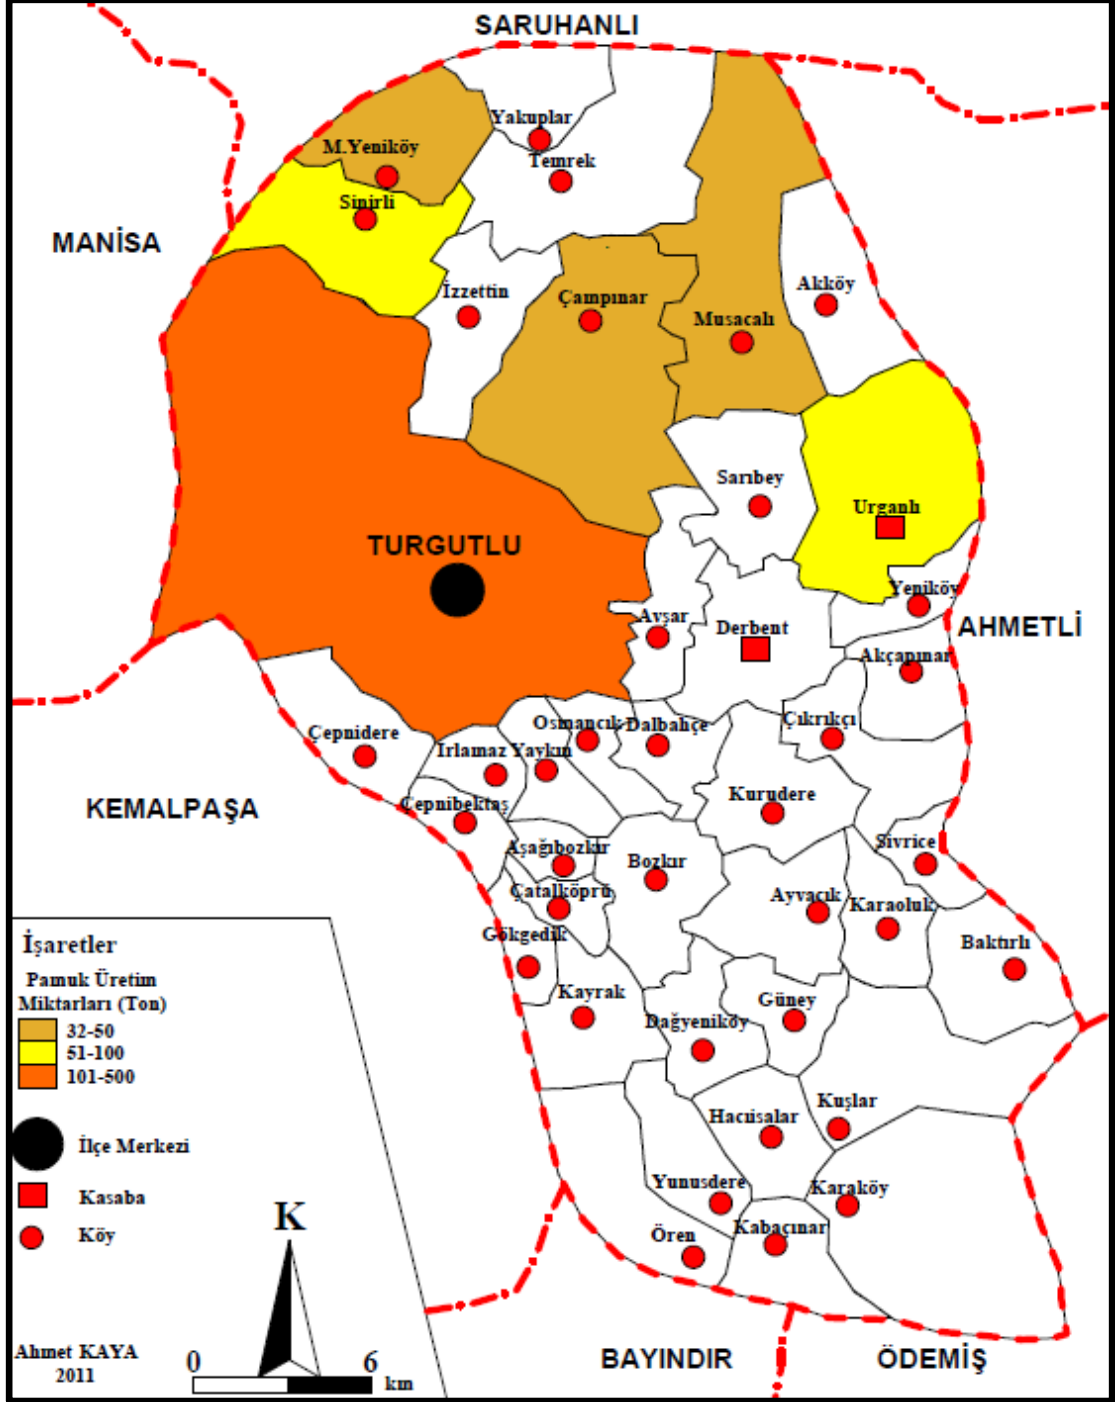 SARUHANLI
Yakuplar
M.Yeniköy
Temrek
Sinirli
MANİSA
İzzettin
Çampınar
Akköy
Musacalı
Sarıbey
Urganlı
TURGUTLU
Yeniköy
Avşar
Derbent
AHMETLİ
Akçapınar
Çepnidere
Osmancık
Dalbahçe
Çıkrıkçı
Irlamaz
Yaykın
KEMALPAŞA
Çepnibektaş
Kurudere
Aşağıbozkır
Bozkır
Sivrice
Çatalköprü
Ayvacık
Karaoluk
Gökgedik
Baktırlı
Kayrak
Güney
Dağyeniköy
Hacıisalar
Kuşlar
Yunusdere
Karaköy
Ören
Kabaçınar
BAYINDIR
ÖDEMİŞ
İşaretler
Pamuk Üretim
Miktarları (Ton)
32-50
51-100
101-500
İlçe Merkezi
Kasaba
Köy
K
Ahmet KAYA
2011
0
6
km